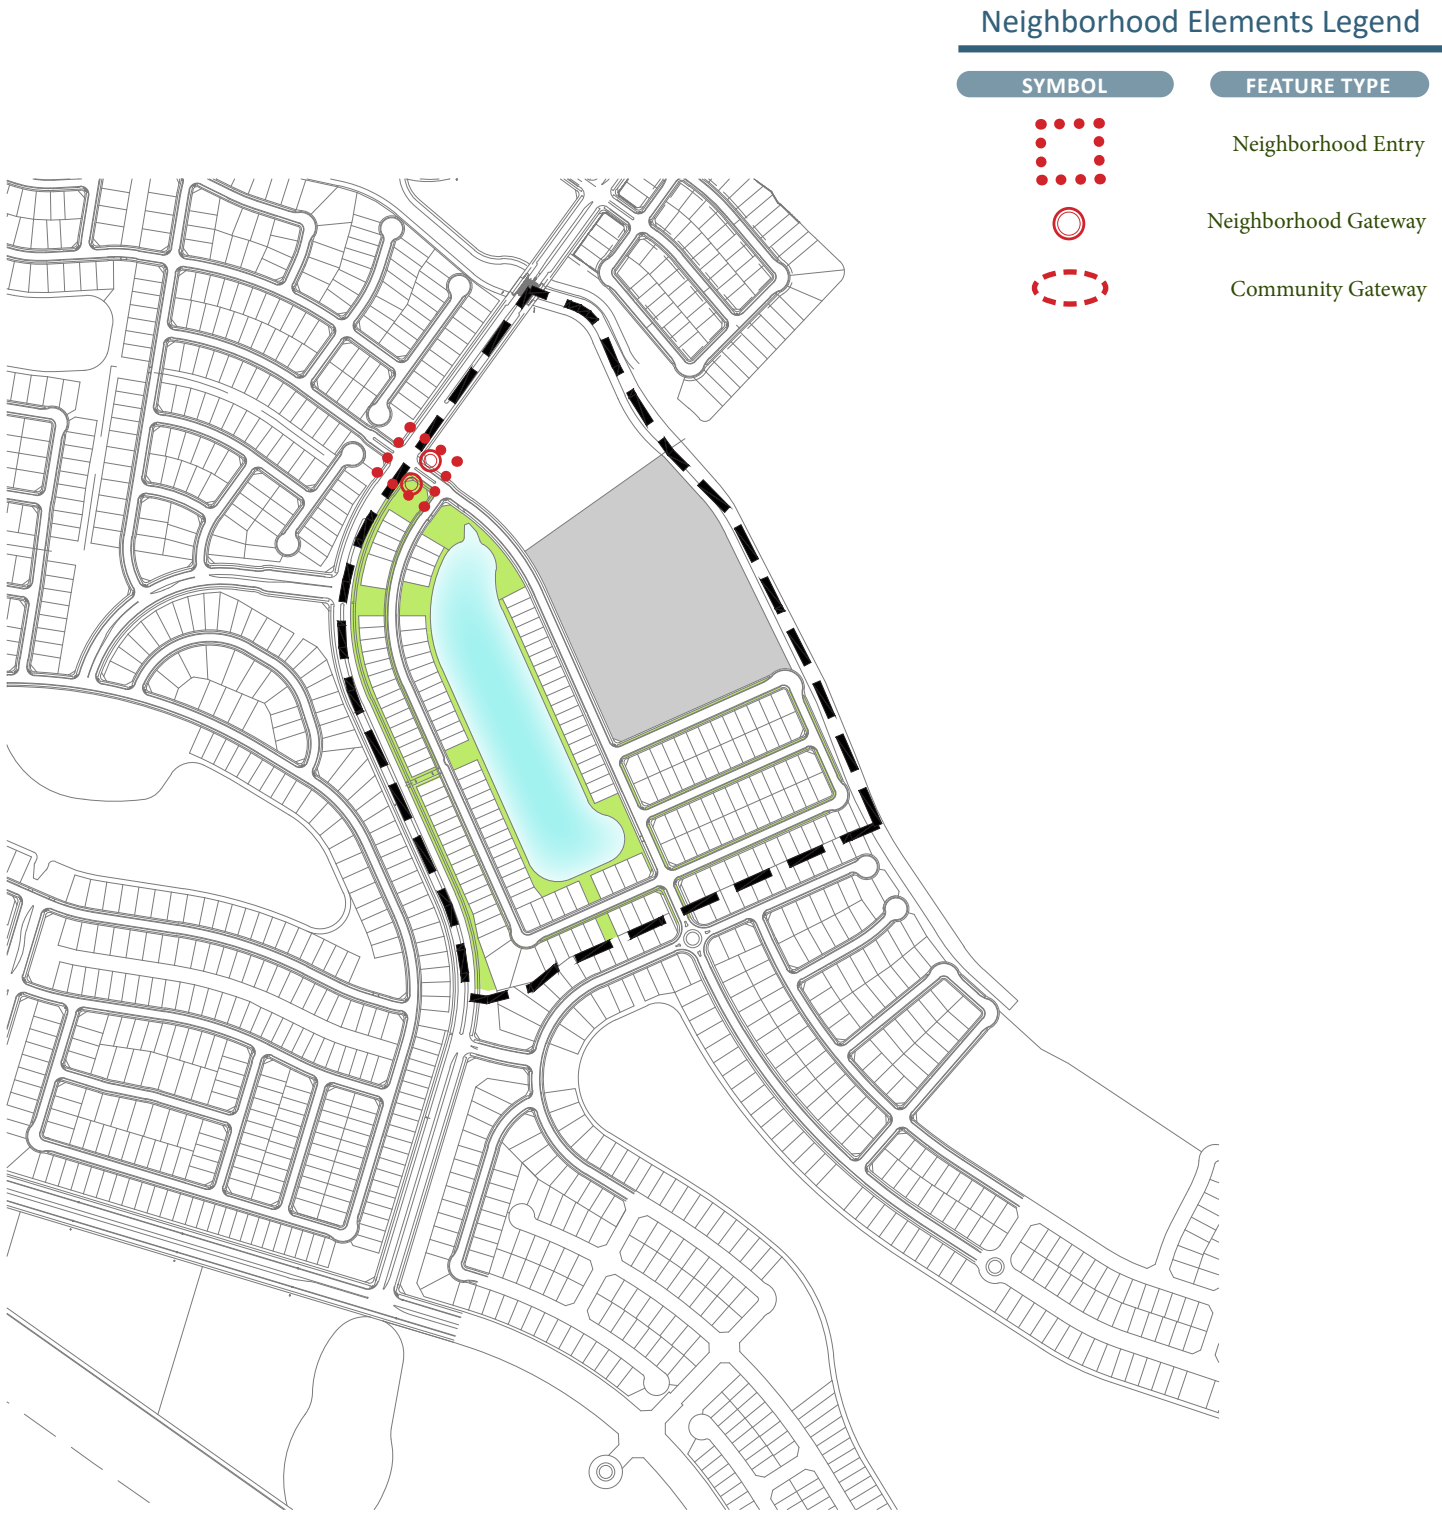 Neighborhood Elements Legend
SYMBOL FEATURE TYPE
Neighborhood Entry
Neighborhood Gateway
Community Gateway